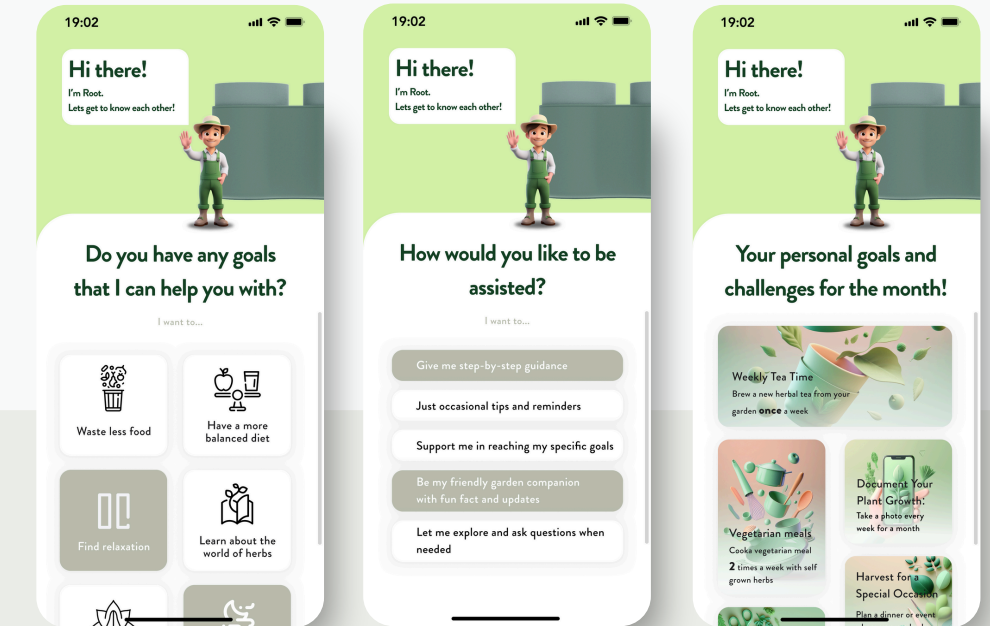 19:02
Hi there!
I'm Root.
Lets get to know each other!
Do you have any goals
that I can help you with?
I want to...
Waste less food
Have a more
balanced diet
Find relaxation
Learn about the
world of herbs
19:02
Hi there!
I'm Root.
Lets get to know each other!
How would you like to be
assisted?
I want to...
Give me step-by-step guidance
Just occasional tips and reminders
Support me in reaching my specific goals
Be my friendly garden companion
with fun fact and updates
Let me explore and ask questions when
needed
19:02
Hi there!
I'm Root.
Lets get to know each other!
Your personal goals and
challenges for the month!
Weekly Tea Time
Brew a new herbal tea from your
garden once a week
Vegetarian meals
Cooka vegetarian meal
2 times a week with self
grown herbs
Document Your
Plant Growth:
Take a photo every
week for a month
Harvest for a
Special Occasion
Plan a dinner or event